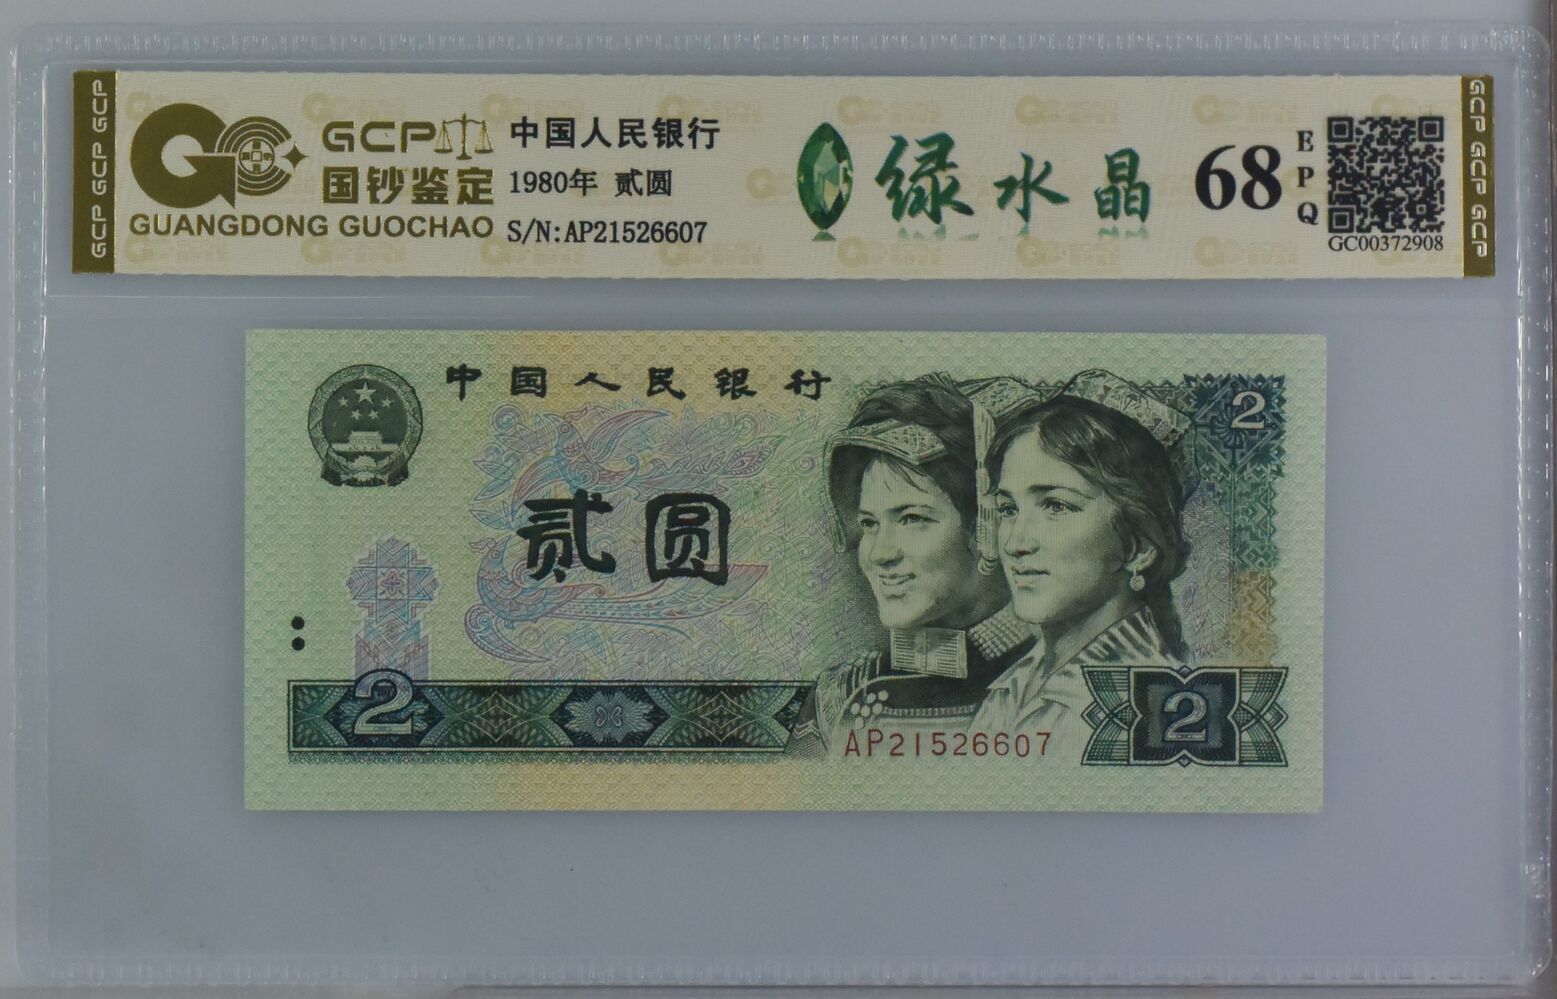 GCP GCP GCP
GCP
国钞鉴定
GUANGDONG GUOCHAO
中国人民银行
1980年 贰圆
S/N:AP21526607
绿水晶
68
EPQ
GC00372908
GCP GCP GCP
中国人民银行
2
贰圆
2
AP21526607
2